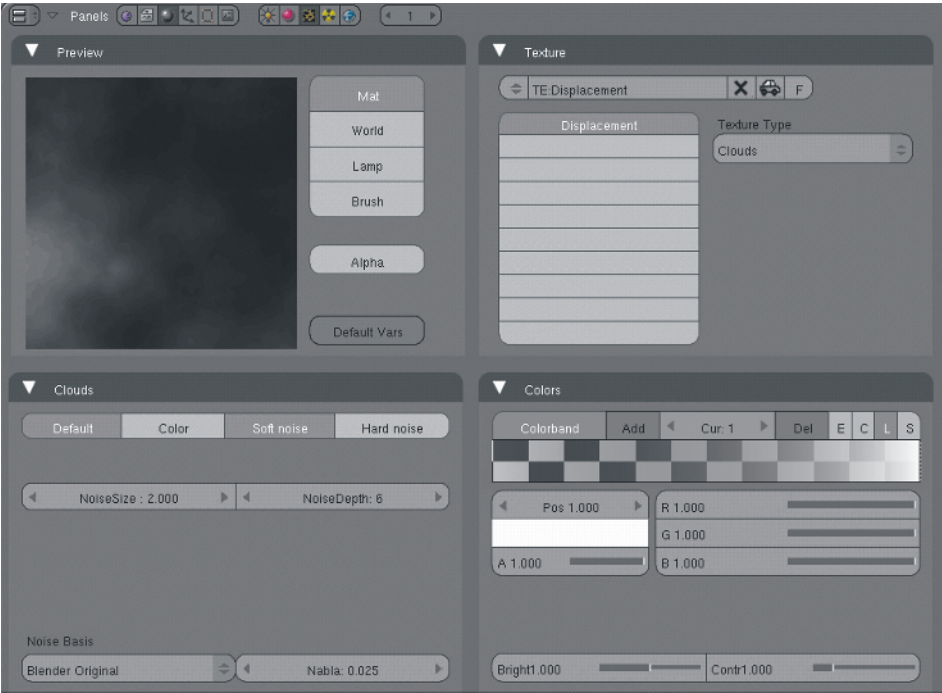 Panels
1
Preview
Mat
World
Lamp
Brush
Alpha
Default Vars
Texture
TE:Displacement
F
Displacement
Texture Type
Clouds
Clouds
Default Color Soft noise Hard noise
NoiseSize : 2.000 NoiseDepth: 6
Noise Basis
Blender Original Nabla: 0.025
Colors
Colorband Add Cur: 1 Del E C L S
Pos 1.000
A 1.000
R 1.000
G 1.000
B 1.000
Bright1.000 Contr1.000